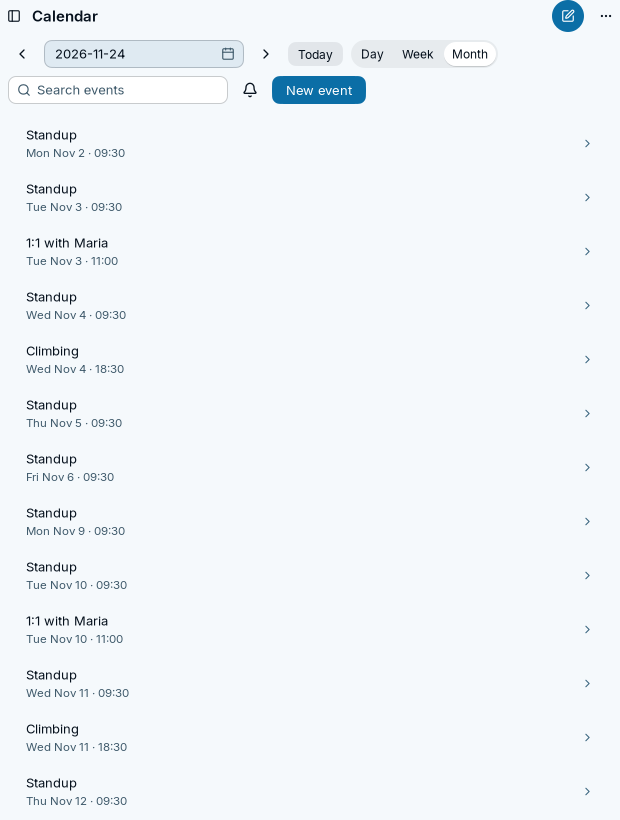 Calendar
2026-11-24
Today
Day
Week
Month
Search events
New event
Standup
Mon Nov 2 · 09:30
Standup
Tue Nov 3 · 09:30
1:1 with Maria
Tue Nov 3 · 11:00
Standup
Wed Nov 4 · 09:30
Climbing
Wed Nov 4 · 18:30
Standup
Thu Nov 5 · 09:30
Standup
Fri Nov 6 · 09:30
Standup
Mon Nov 9 · 09:30
Standup
Tue Nov 10 · 09:30
1:1 with Maria
Tue Nov 10 · 11:00
Standup
Wed Nov 11 · 09:30
Climbing
Wed Nov 11 · 18:30
Standup
Thu Nov 12 · 09:30